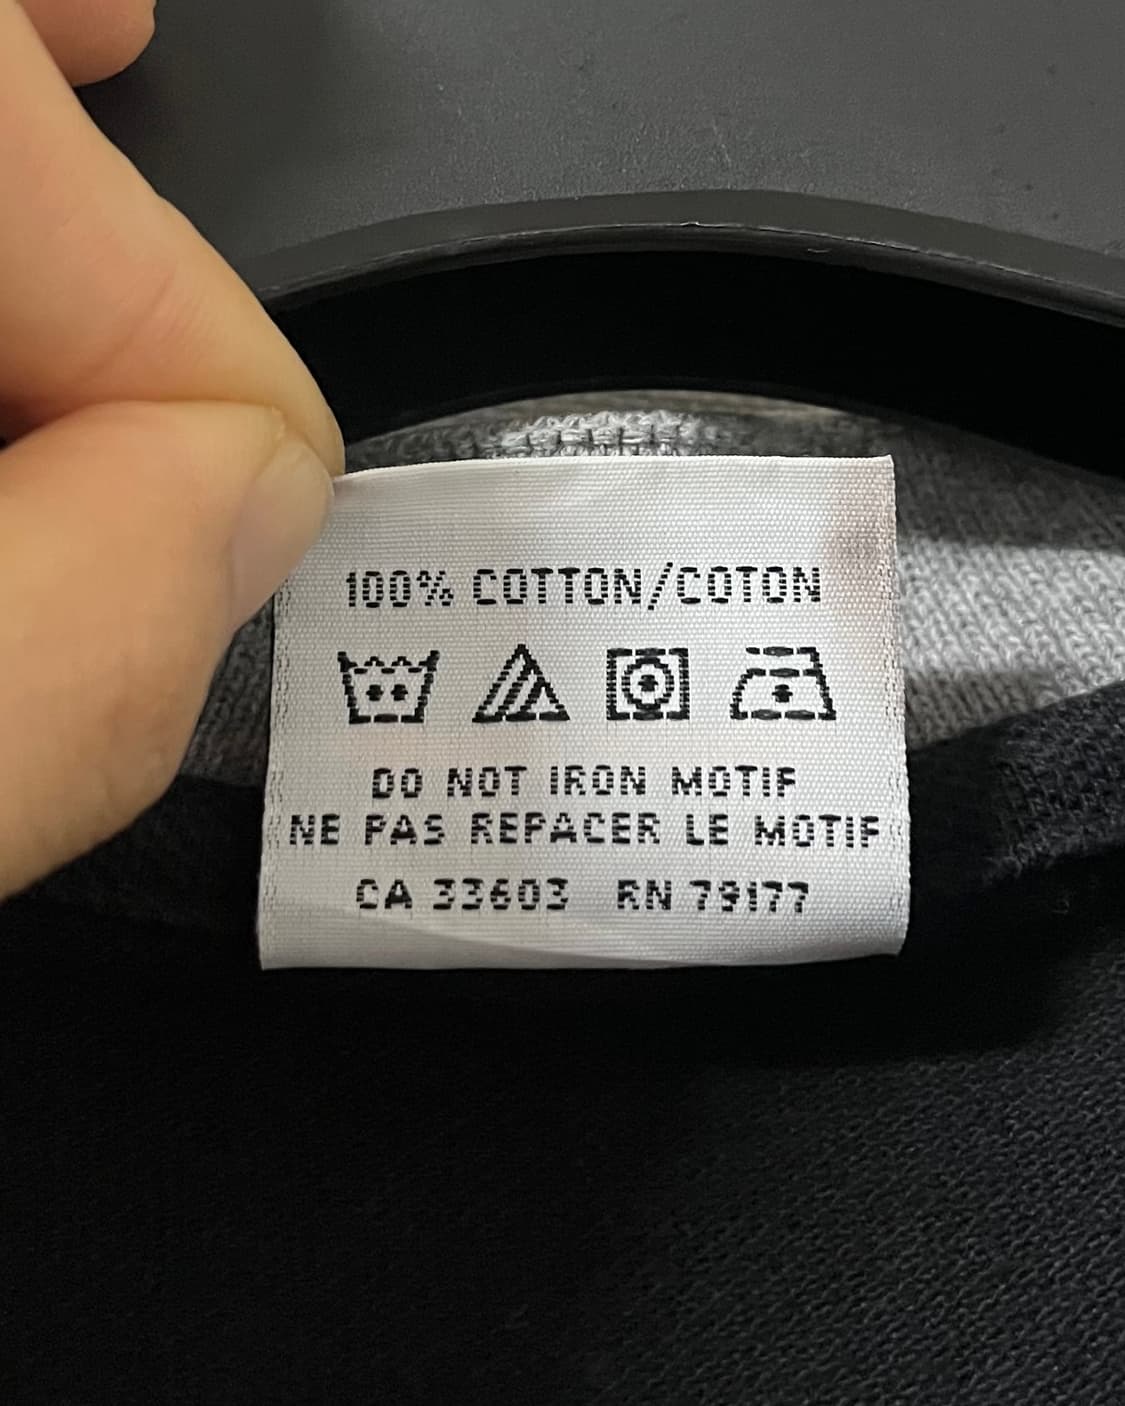 100% COTTON/COTON
DO NOT IRON MOTIF
NE PAS REPACER LE MOTIF
CA 33603 RN 79177